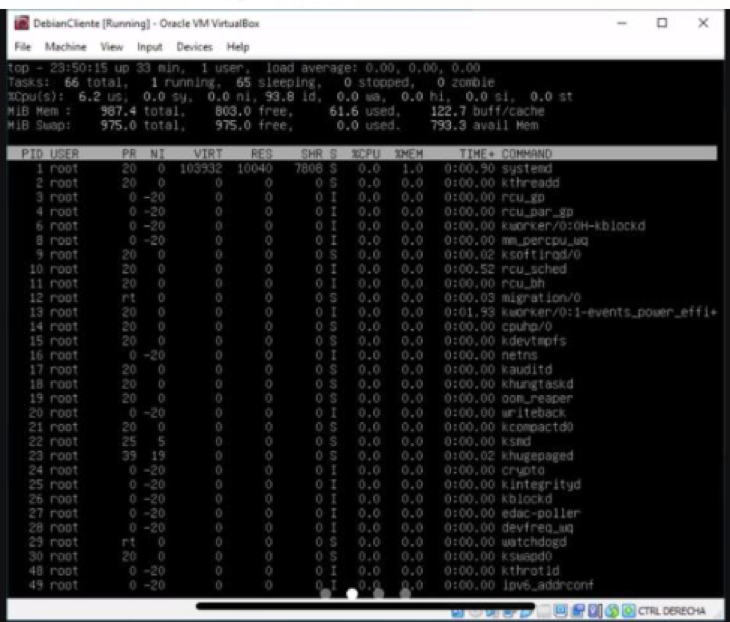 DebianCliente [Running] - Oracle VM VirtualBox
File Machine View Input Devices Help
top - 23:50:15 up 33 min, 1 user, load average: 0.00, 0.00, 0.00
Tasks: 66 total, 1 running, 65 sleeping, 0 stopped, 0 zombie
%Cpu(s): 6.2 us, 0.0 sy, 0.0 ni, 93.8 id, 0.0 wa, 0.0 hi, 0.0 si, 0.0 st
MiB Mem : 987.4 total, 803.0 free, 61.6 used, 122.7 buff/cache
MiB Swap: 975.0 total, 975.0 free, 0.0 used. 793.3 avail Mem
PID USER PR NI VIRT RES SHR S %CPU %MEM TIME+ COMMAND
1 root 20 0 103932 10040 7808 S 0.0 1.0 0:00.90 systemd
2 root 20 0 0 0 0 S 0.0 0.0 0:00.00 kthreadd
3 root 0 -20 0 0 0 I 0.0 0.0 0:00.00 rcu_gp
4 root 0 -20 0 0 0 I 0.0 0.0 0:00.00 rcu_par_gp
6 root 0 -20 0 0 0 I 0.0 0.0 0:00.00 kworker/0:0H-kblockd
8 root 0 -20 0 0 0 I 0.0 0.0 0:00.00 mm_percpu_wq
9 root 20 0 0 0 0 S 0.0 0.0 0:00.02 ksoftirqd/0
10 root 20 0 0 0 0 I 0.0 0.0 0:00.52 rcu_sched
11 root 20 0 0 0 0 I 0.0 0.0 0:00.00 rcu_bh
12 root rt 0 0 0 0 S 0.0 0.0 0:00.03 migration/0
13 root 20 0 0 0 0 I 0.0 0.0 0:01.93 kworker/0:1-events_power_effi+
14 root 20 0 0 0 0 S 0.0 0.0 0:00.00 cpuhp/0
15 root 20 0 0 0 0 S 0.0 0.0 0:00.00 kdevtmpfs
16 root 0 -20 0 0 0 I 0.0 0.0 0:00.00 netns
17 root 20 0 0 0 0 S 0.0 0.0 0:00.00 kauditd
18 root 20 0 0 0 0 S 0.0 0.0 0:00.00 khungtaskd
19 root 20 0 0 0 0 S 0.0 0.0 0:00.00 oom_reaper
20 root 0 -20 0 0 0 I 0.0 0.0 0:00.00 writeback
21 root 20 0 0 0 0 S 0.0 0.0 0:00.00 kcompactd0
22 root 25 5 0 0 0 S 0.0 0.0 0:00.00 ksmd
23 root 39 19 0 0 0 S 0.0 0.0 0:00.02 khugepaged
24 root 0 -20 0 0 0 I 0.0 0.0 0:00.00 crypto
25 root 0 -20 0 0 0 I 0.0 0.0 0:00.00 kintegrityd
26 root 0 -20 0 0 0 I 0.0 0.0 0:00.00 kblockd
27 root 0 -20 0 0 0 I 0.0 0.0 0:00.00 edac-poller
28 root 0 -20 0 0 0 I 0.0 0.0 0:00.00 devfreq_wq
29 root rt 0 0 0 0 S 0.0 0.0 0:00.00 watchdogd
30 root 20 0 0 0 0 S 0.0 0.0 0:00.00 kswapd0
48 root 0 -20 0 0 0 I 0.0 0.0 0:00.00 kthrotld
49 root 0 -20 0 0 0 I 0.0 0.0 0:00.00 ipv6_addrconf
CTRL DERECHA